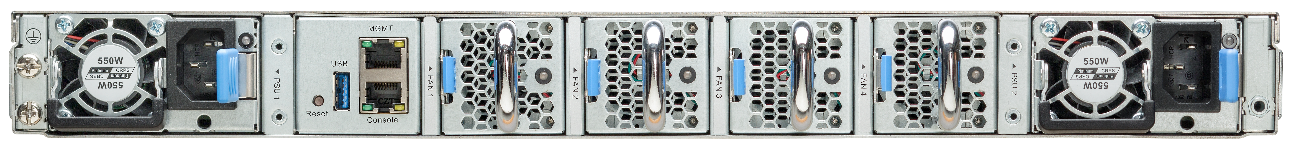 550W
550W
PSU 1
MGMT
USB
Reset
Console
FAN 1
FAN 2
FAN 3
FAN 4
PSU 2
550W
550W